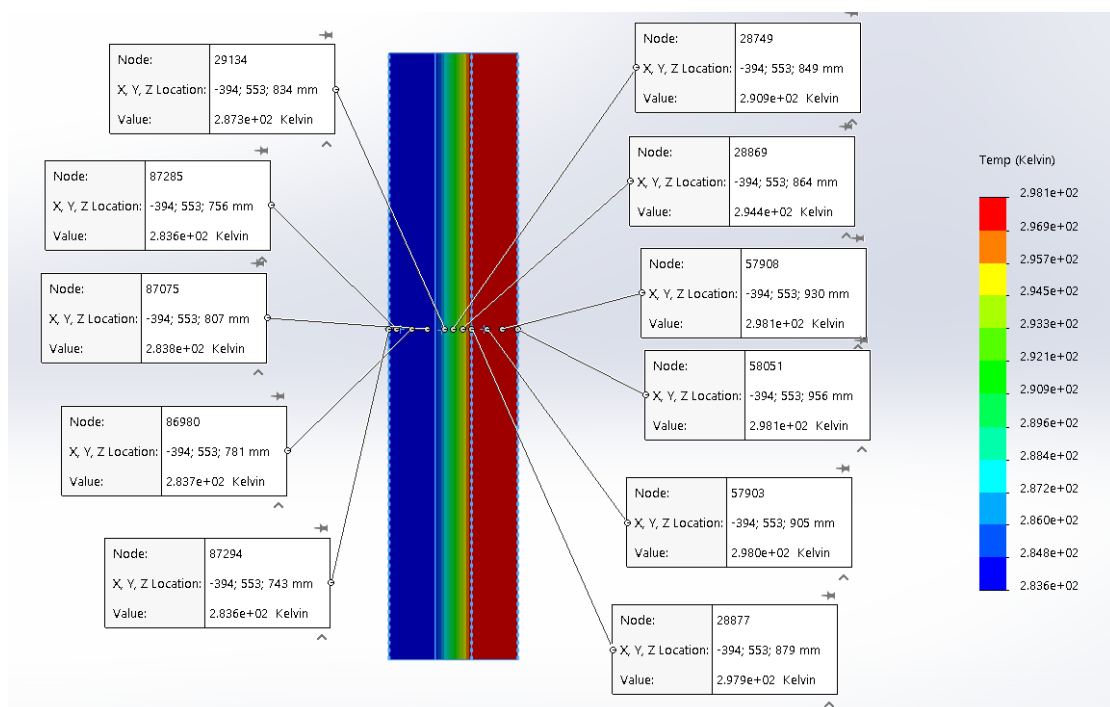 Node: 29134
X, Y, Z Location: -394; 553; 834 mm
Value: 2.873e+02 Kelvin
Node: 87285
X, Y, Z Location: -394; 553; 756 mm
Value: 2.836e+02 Kelvin
Node: 87075
X, Y, Z Location: -394; 553; 807 mm
Value: 2.838e+02 Kelvin
Node: 86980
X, Y, Z Location: -394; 553; 781 mm
Value: 2.837e+02 Kelvin
Node: 87294
X, Y, Z Location: -394; 553; 743 mm
Value: 2.836e+02 Kelvin
Node: 28749
X, Y, Z Location: -394; 553; 849 mm
Value: 2.909e+02 Kelvin
Node: 28869
X, Y, Z Location: -394; 553; 864 mm
Value: 2.944e+02 Kelvin
Node: 57908
X, Y, Z Location: -394; 553; 930 mm
Value: 2.981e+02 Kelvin
Node: 58051
X, Y, Z Location: -394; 553; 956 mm
Value: 2.981e+02 Kelvin
Node: 57903
X, Y, Z Location: -394; 553; 905 mm
Value: 2.980e+02 Kelvin
Node: 28877
X, Y, Z Location: -394; 553; 879 mm
Value: 2.979e+02 Kelvin
Temp (Kelvin)
2.981e+02
2.969e+02
2.957e+02
2.945e+02
2.933e+02
2.921e+02
2.909e+02
2.896e+02
2.884e+02
2.872e+02
2.860e+02
2.848e+02
2.836e+02